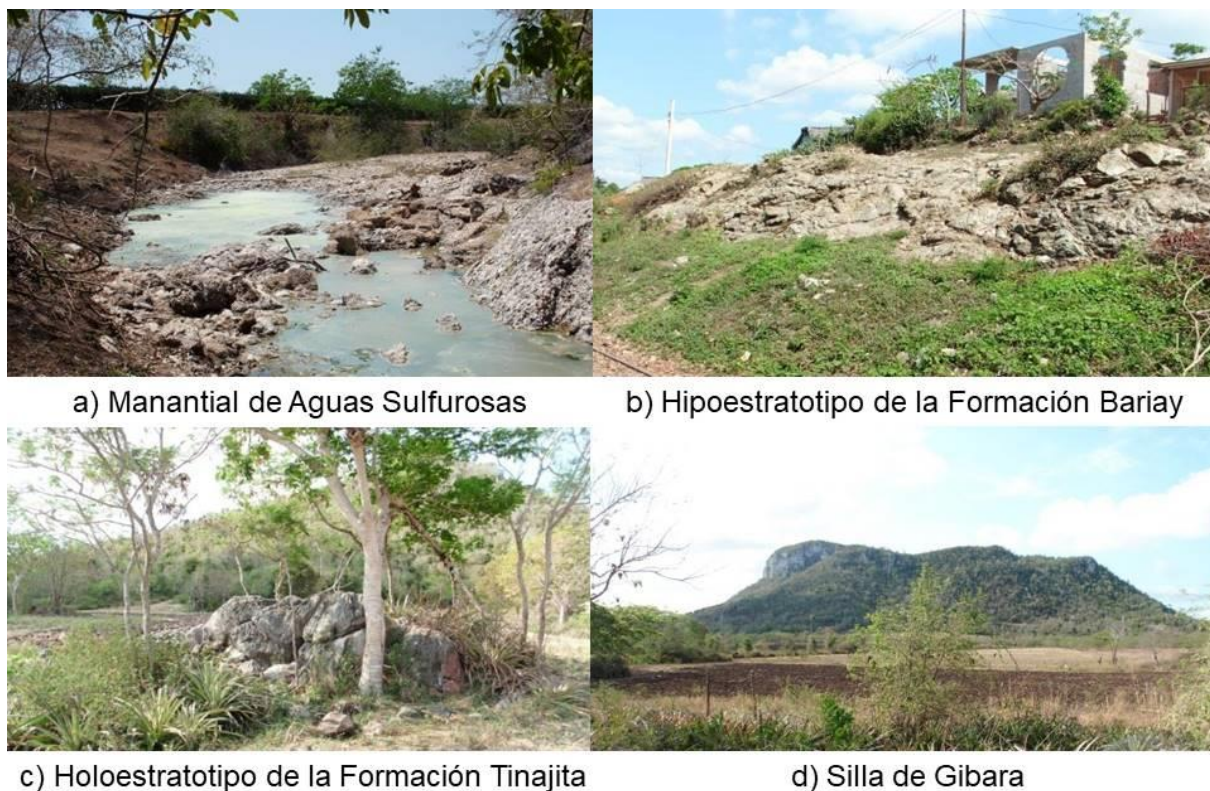 a) Manantial de Aguas Sulfurosas
b) Hipoestratotipo de la Formación Bariay
c) Holoestratotipo de la Formación Tinajita
d) Silla de Gibara